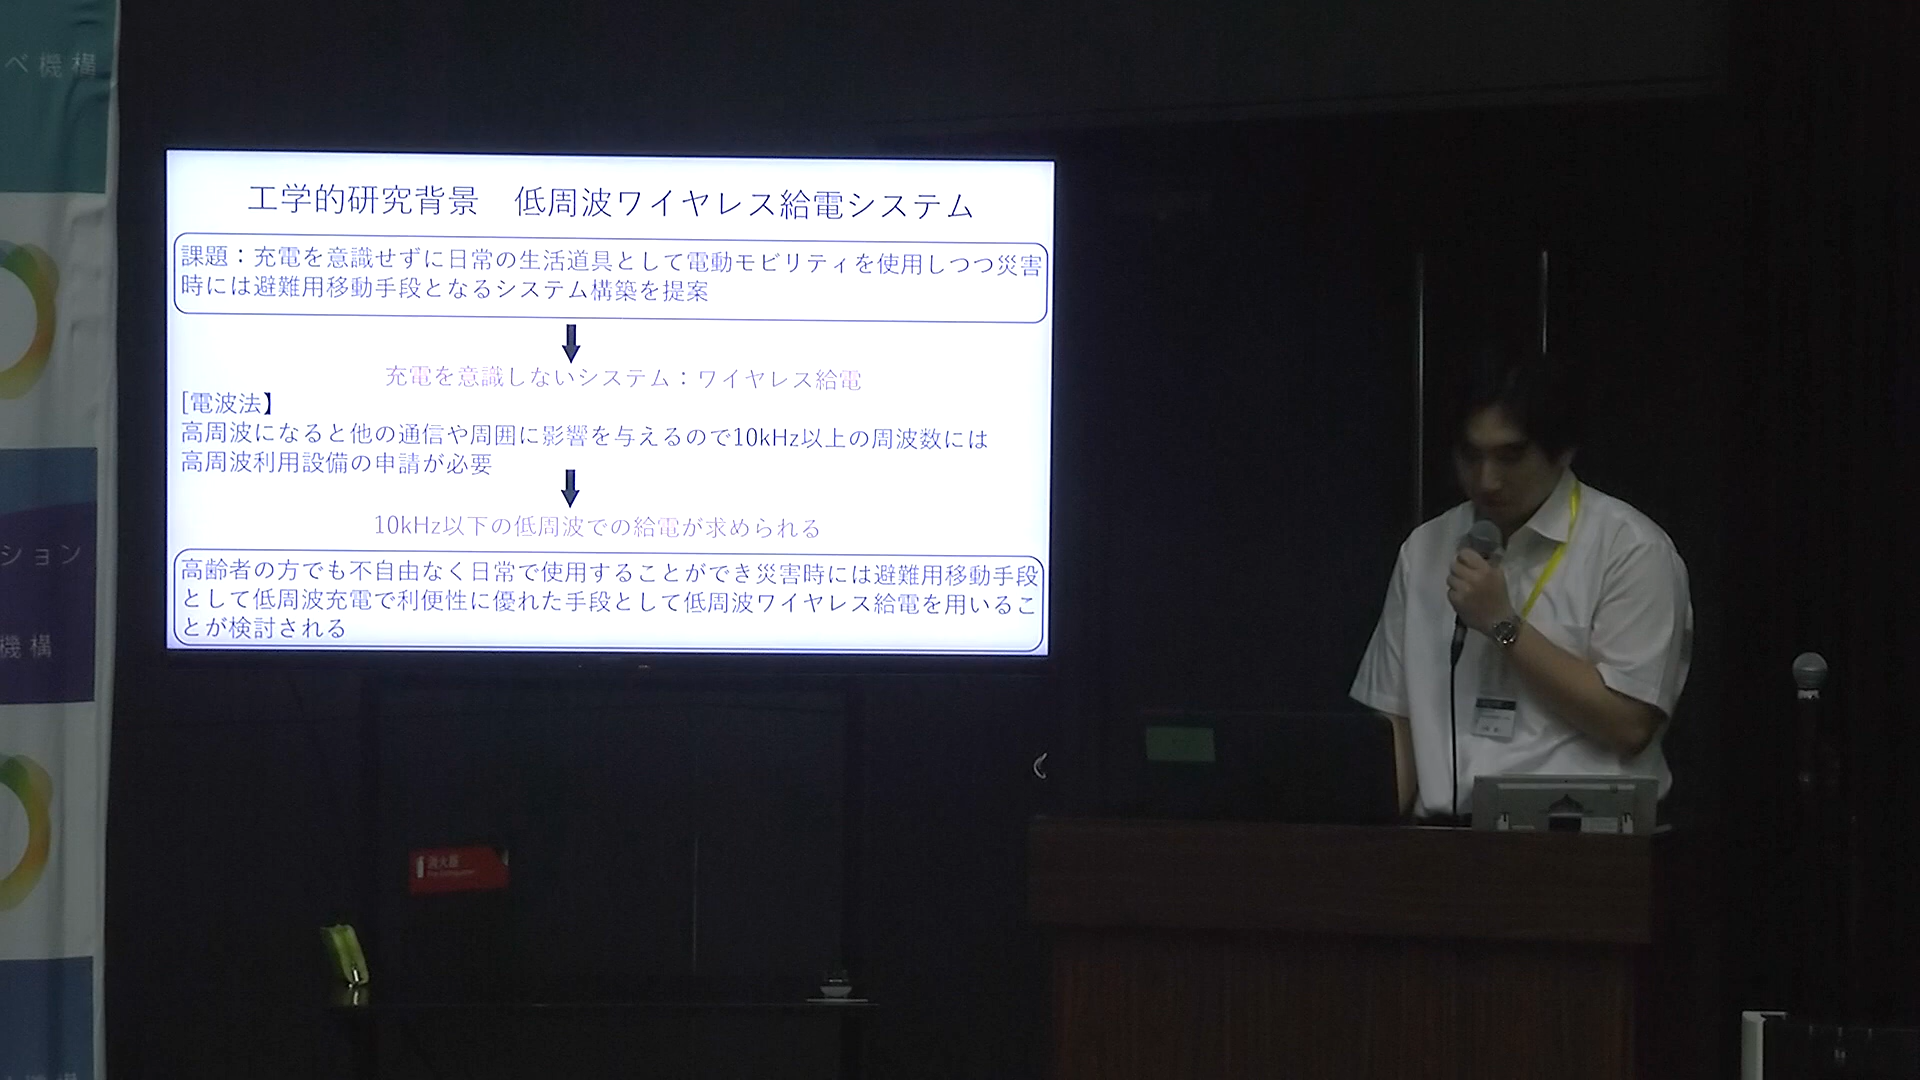 ベ機構
ション
機構
工学的研究背景　低周波ワイヤレス給電システム
課題：充電を意識せずに日常の生活道具として電動モビリティを使用しつつ災害
時には避難用移動手段となるシステム構築を提案
充電を意識しないシステム：ワイヤレス給電
[電波法】
高周波になると他の通信や周囲に影響を与えるので10kHz以上の周波数には
高周波利用設備の申請が必要
10kHz以下の低周波での給電が求められる
高齢者の方でも不自由なく日常で使用することができ災害時には避難用移動手段
として低周波充電で利便性に優れた手段として低周波ワイヤレス給電を用いるこ
とが検討される
消火器